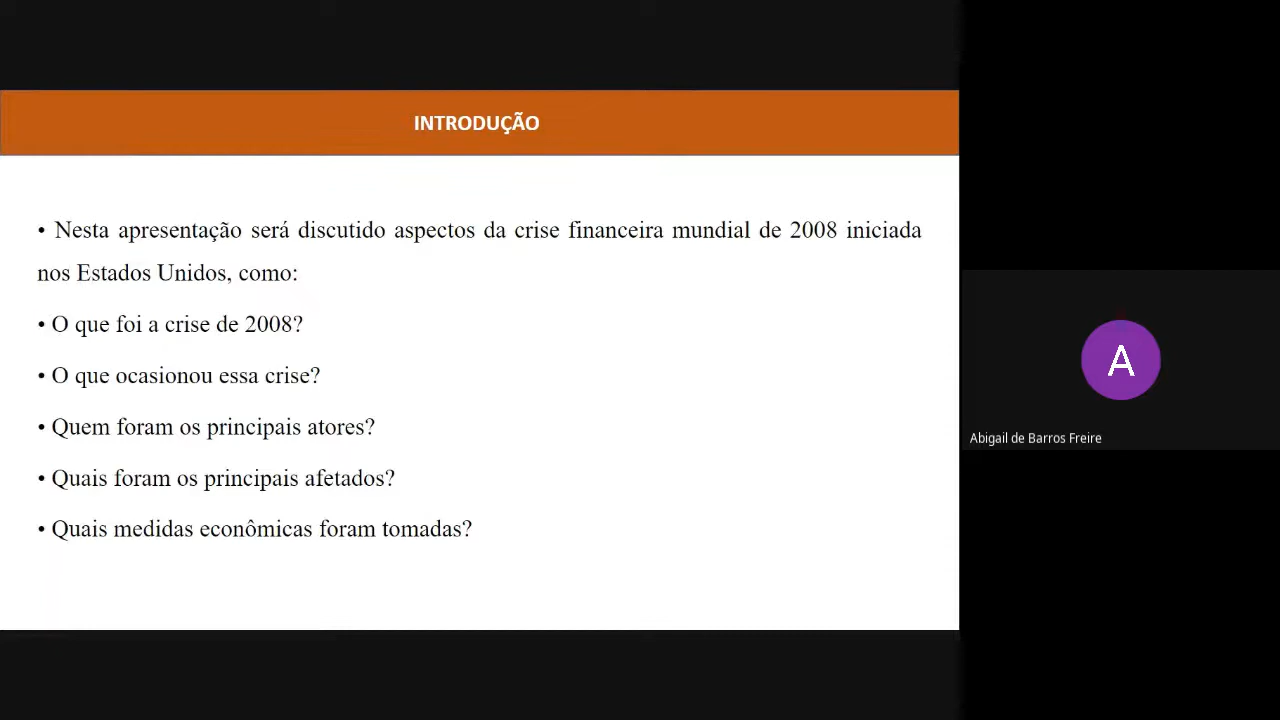 INTRODUÇÃO
• Nesta apresentação será discutido aspectos da crise financeira mundial de 2008 iniciada
nos Estados Unidos, como:
• O que foi a crise de 2008?
• O que ocasionou essa crise?
• Quem foram os principais atores?
• Quais foram os principais afetados?
• Quais medidas econômicas foram tomadas?
A
Abigail de Barros Freire